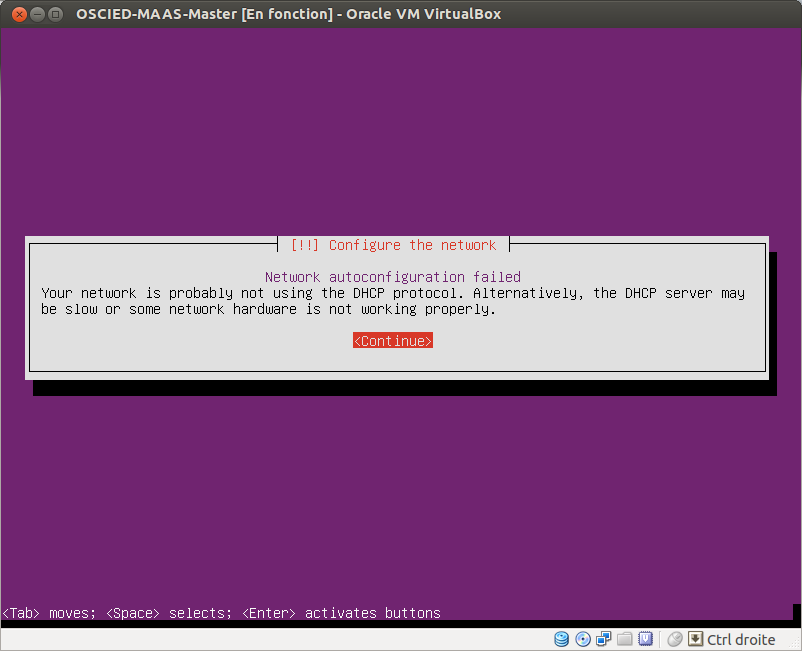 OSCIED-MAAS-Master [En fonction] - Oracle VM VirtualBox
[!!] Configure the network
Network autoconfiguration failed
Your network is probably not using the DHCP protocol. Alternatively, the DHCP server may
be slow or some network hardware is not working properly.
<Continue>
<Tab> moves; <Space> selects; <Enter> activates buttons
Ctrl droite